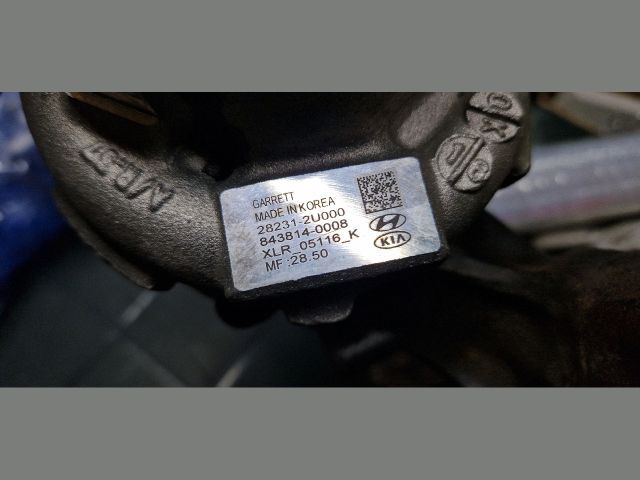 GARRETT
MADE IN KOREA
28231-2U000
843814-0008
XLR_05116_K
MF:28.50
KIA